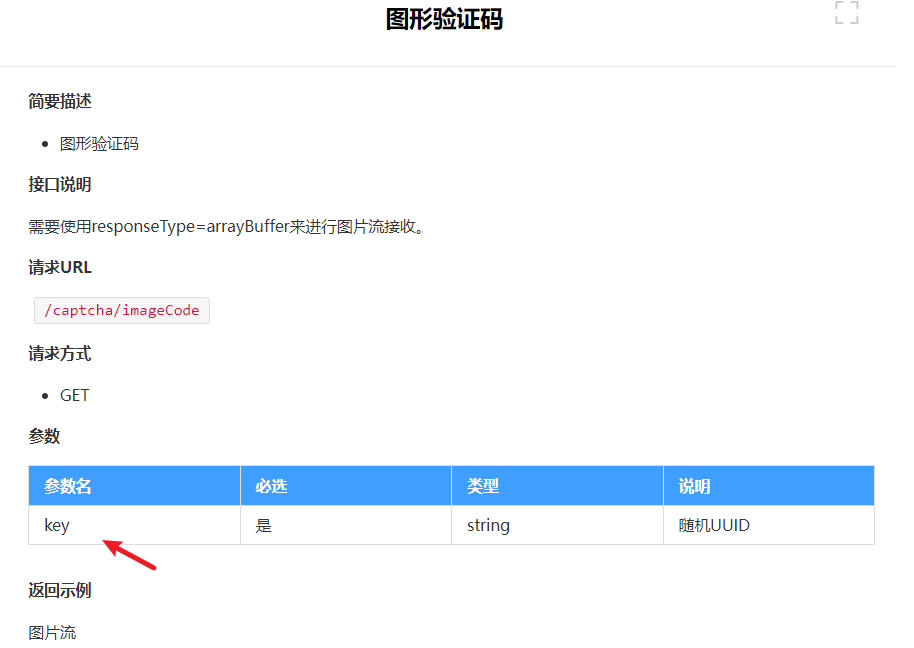 图形验证码
简要描述
图形验证码
接口说明
需要使用responseType=arrayBuffer来进行图片流接收。
请求URL
/captcha/imageCode
请求方式
GET
参数
参数名 必选 类型 说明
key 是 string 随机UUID
返回示例
图片流